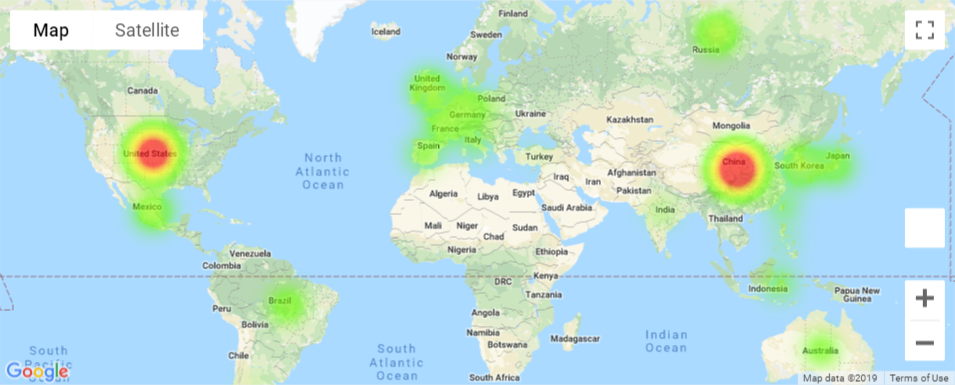 Map
Satellite
Iceland
Finland
Sweden
Norway
Russia
Canada
United
Kingdom
Poland
Germany
Ukraine
France
Kazakhstan
Mongolia
Italy
Spain
Turkey
United States
North
Atlantic
Ocean
China
South Korea
Japan
Iraq
Iran
Afghanistan
Pakistan
Algeria
Libya
Egypt
Saudi Arabia
India
Mexico
Mali
Niger
Chad
Sudan
Thailand
Nigeria
Ethiopia
Venezuela
Colombia
DRC
Kenya
Tanzania
Indonesia
Papua New
Guinea
Peru
Brazil
Bolivia
Angola
Namibia
Botswana
Madagascar
Indian
Ocean
Australia
Chile
South
Pacific
Ocean
South
Atlantic
Ocean
South Africa
Google
Map data ©2019
Terms of Use